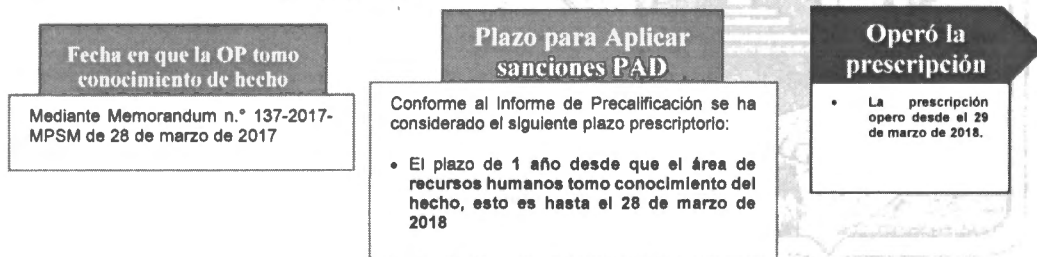 Fecha en que la OP tomo
conocimiento de hecho
Mediante Memorandum n.° 137-2017-
MPSM de 28 de marzo de 2017
Plazo para Aplicar
sanciones PAD
Conforme al Informe de Precalificación se ha
considerado el siguiente plazo prescriptorio:
• El plazo de 1 año desde que el área de
recursos humanos tomo conocimiento del
hecho, esto es hasta el 28 de marzo de
2018
Operó la
prescripción
• La prescripción
opero desde el 29
de marzo de 2018.